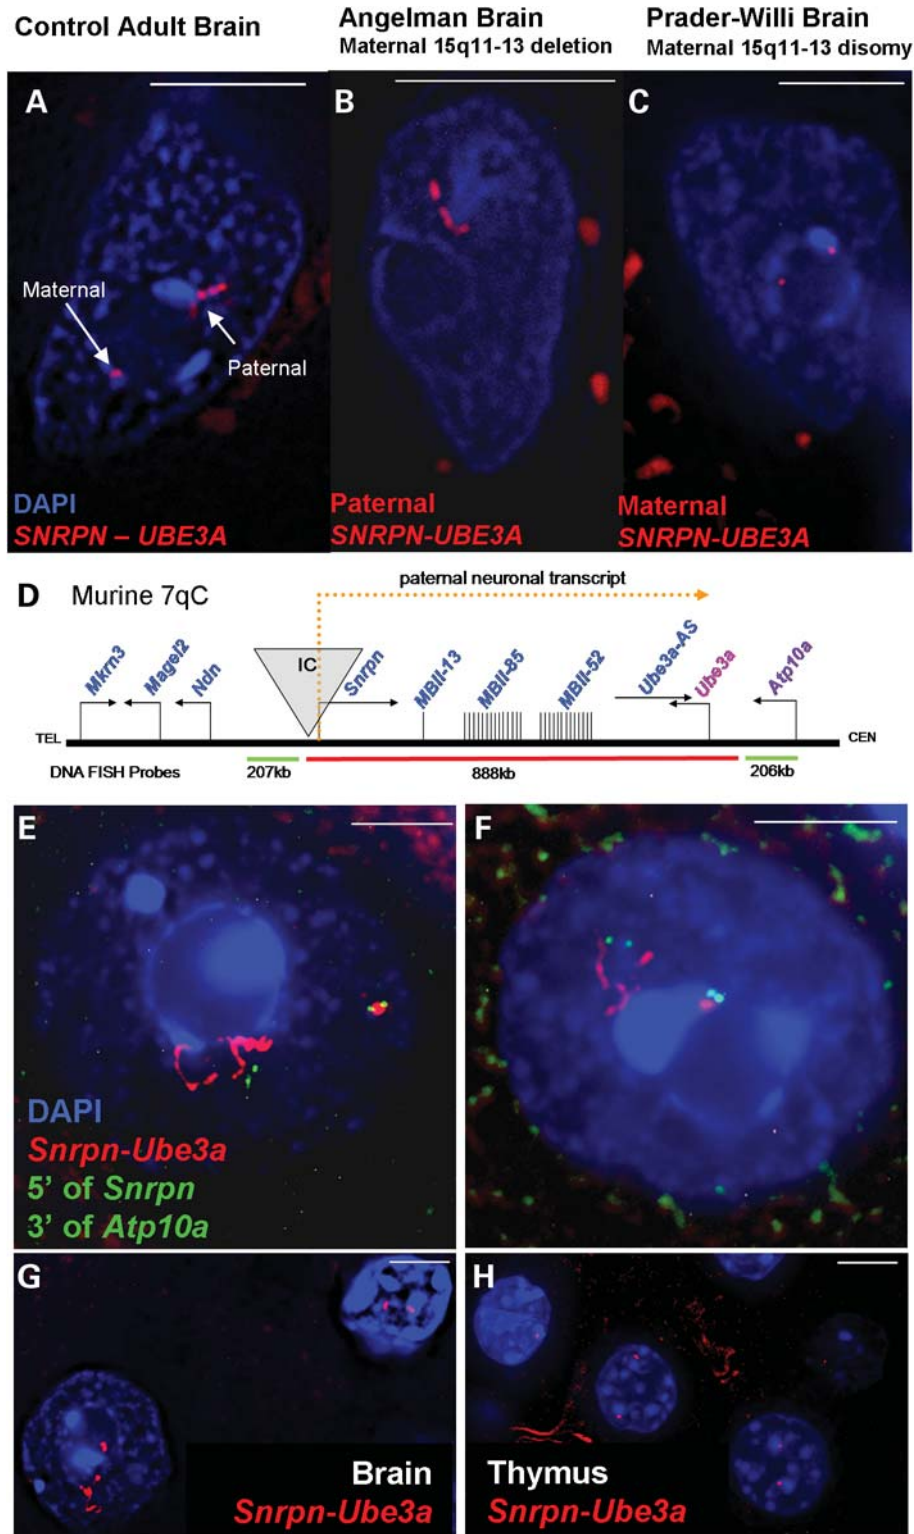 Control Adult Brain
Angelman Brain
Maternal 15q11-13 deletion
Prader-Willi Brain
Maternal 15q11-13 disomy
A
B
C
Maternal
Paternal
DAPI
SNRPN – UBE3A
Paternal
SNRPN-UBE3A
Maternal
SNRPN-UBE3A
D Murine 7qC
paternal neuronal transcript
Mkrn3
Magel2
Ndn
IC
Snrpn
MBII-13
MBII-85
MBII-52
Ube3a-AS
Ube3a
Atp10a
TEL
CEN
DNA FISH Probes
207kb
888kb
206kb
E
F
DAPI
Snrpn-Ube3a
5' of Snrpn
3' of Atp10a
G
H
Brain
Snrpn-Ube3a
Thymus
Snrpn-Ube3a